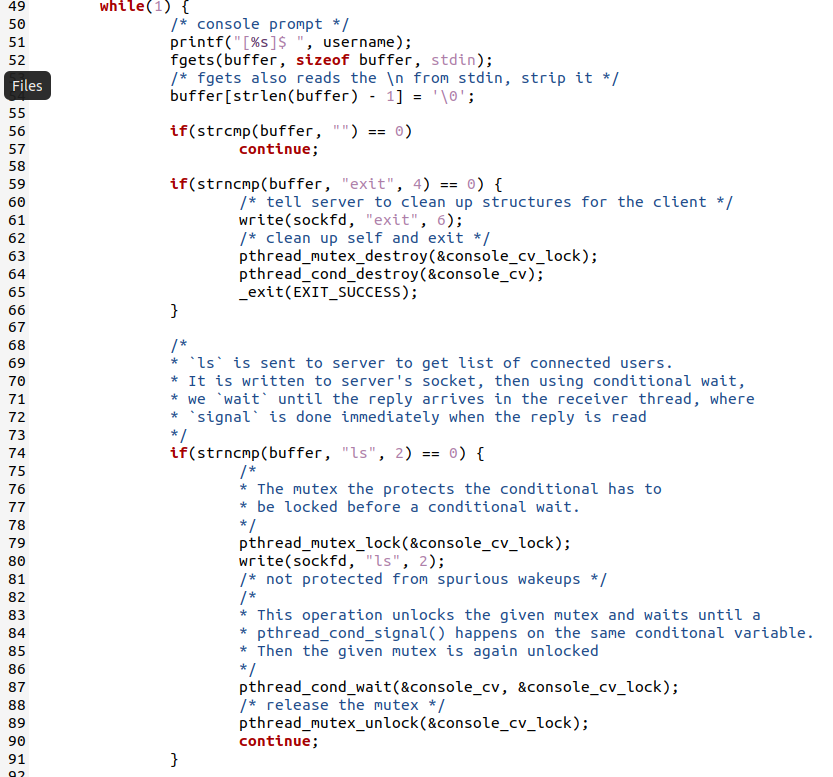 49 while(1) {
50 /* console prompt */
51 printf("[%s]$ ", username);
52 fgets(buffer, sizeof buffer, stdin);
/* fgets also reads the \n from stdin, strip it */
Files
buffer[strlen(buffer) - 1] = '\0';
55
56 if(strcmp(buffer, "") == 0)
57 continue;
58
59 if(strncmp(buffer, "exit", 4) == 0) {
60 /* tell server to clean up structures for the client */
61 write(sockfd, "exit", 6);
62 /* clean up self and exit */
63 pthread_mutex_destroy(&console_cv_lock);
64 pthread_cond_destroy(&console_cv);
65 _exit(EXIT_SUCCESS);
66 }
67
68 /*
69 * `ls` is sent to server to get list of connected users.
70 * It is written to server's socket, then using conditional wait,
71 * we `wait` until the reply arrives in the receiver thread, where
72 * `signal` is done immediately when the reply is read
73 */
74 if(strncmp(buffer, "ls", 2) == 0) {
75 /*
76 * The mutex the protects the conditional has to
77 * be locked before a conditional wait.
78 */
79 pthread_mutex_lock(&console_cv_lock);
80 write(sockfd, "ls", 2);
81 /* not protected from spurious wakeups */
82 /*
83 * This operation unlocks the given mutex and waits until a
84 * pthread_cond_signal() happens on the same conditonal variable.
85 * Then the given mutex is again unlocked
86 */
87 pthread_cond_wait(&console_cv, &console_cv_lock);
88 /* release the mutex */
89 pthread_mutex_unlock(&console_cv_lock);
90 continue;
91 }